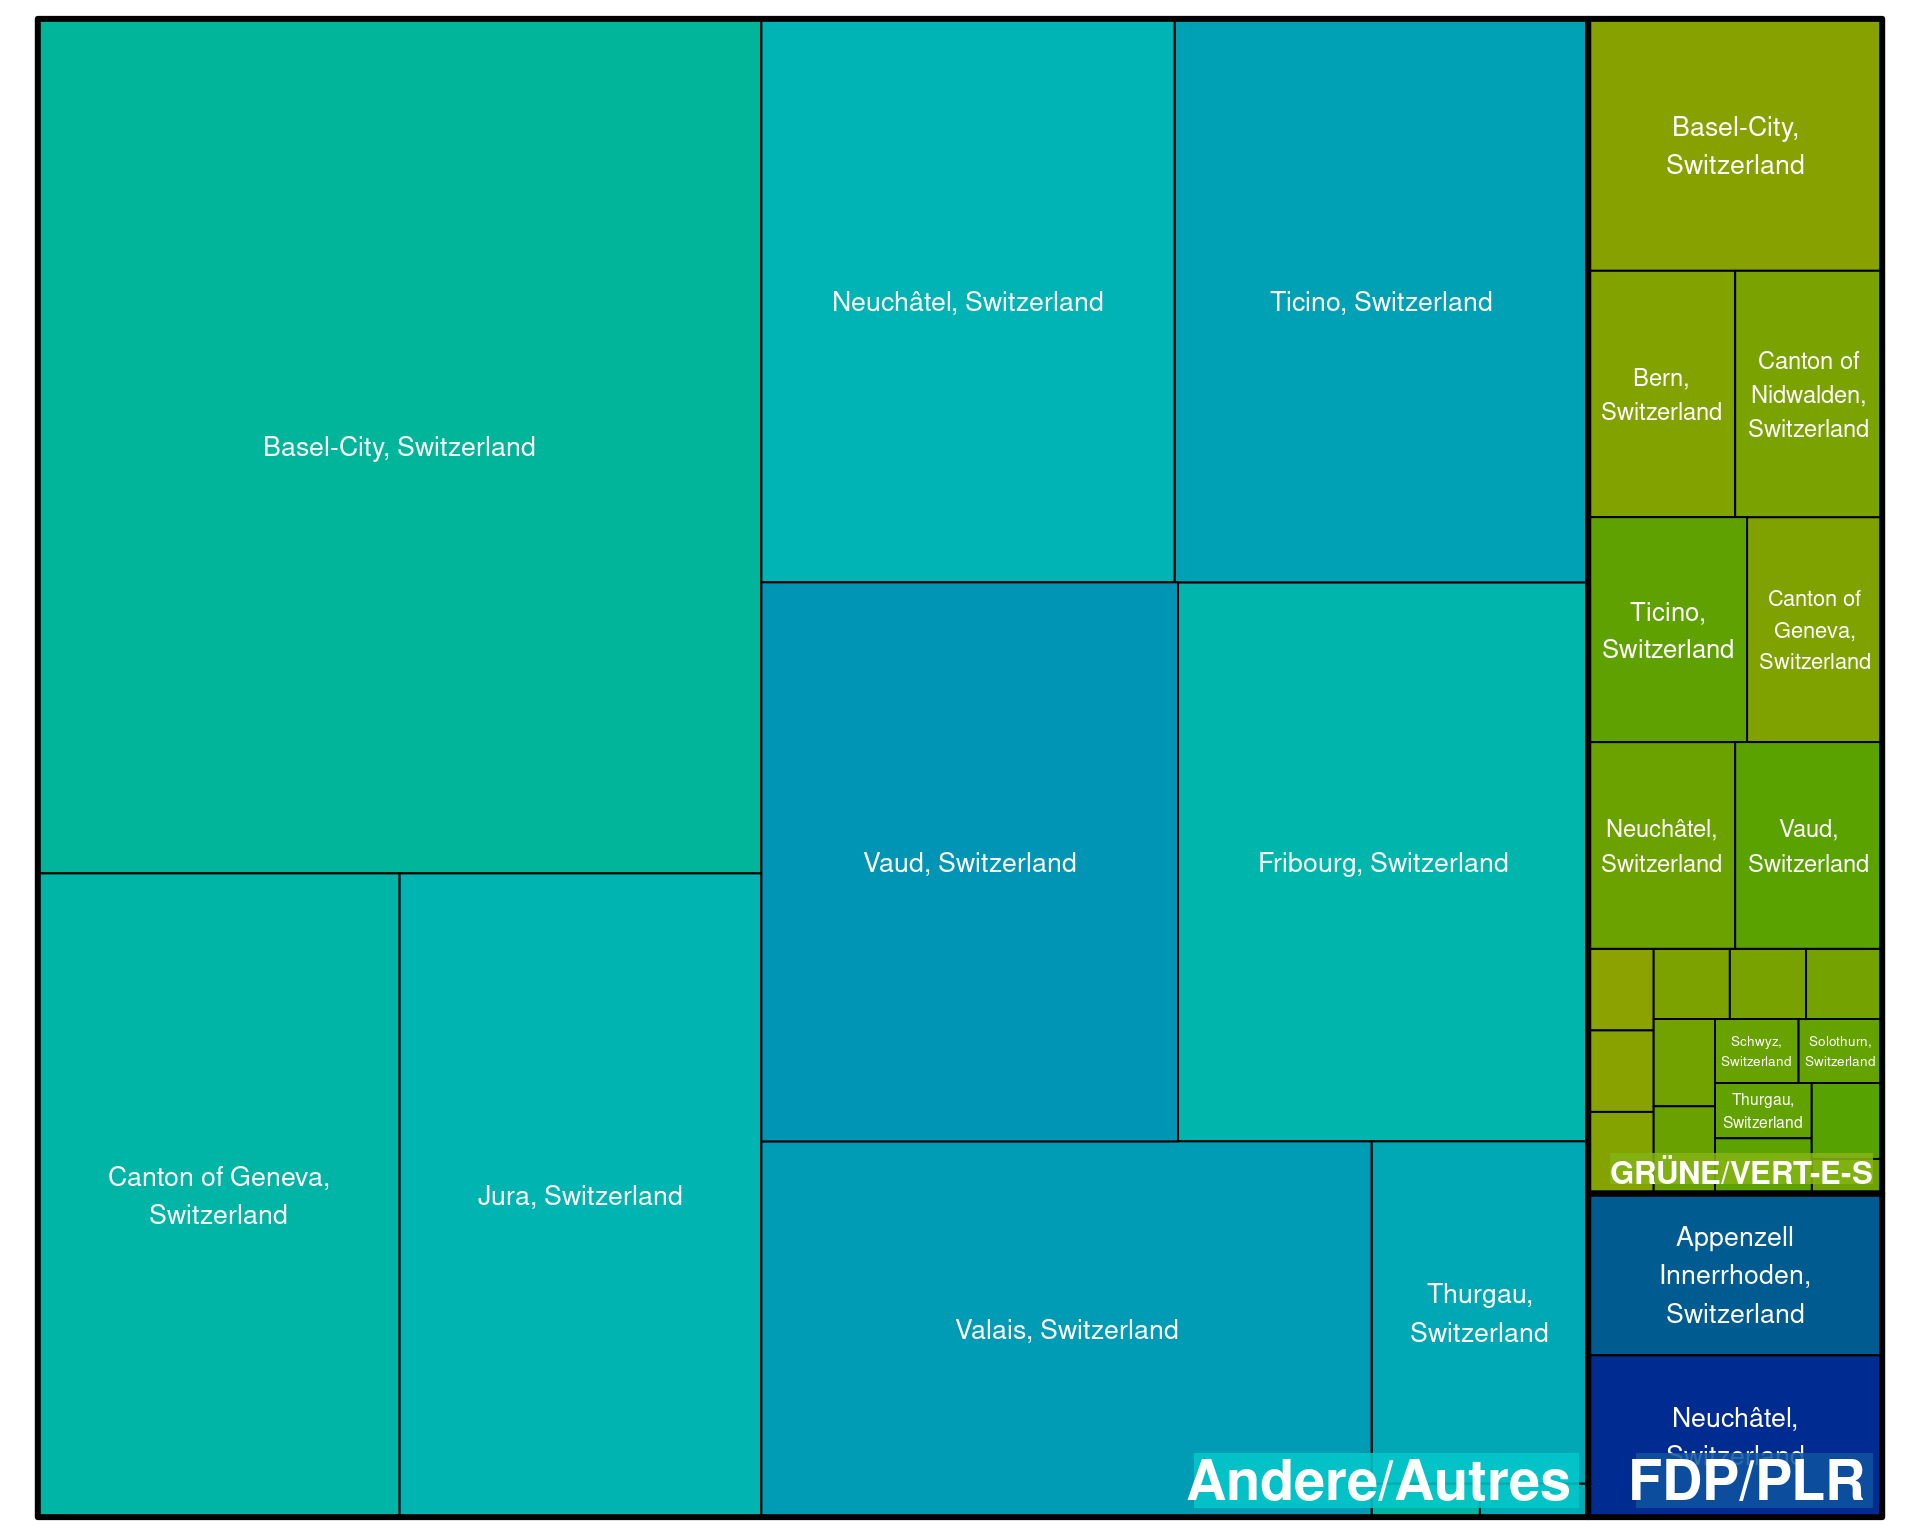 Basel-City, Switzerland
Canton of Geneva,
Switzerland
Jura, Switzerland
Neuchâtel, Switzerland
Ticino, Switzerland
Vaud, Switzerland
Fribourg, Switzerland
Valais, Switzerland
Thurgau,
Switzerland
Andere/Autres
Basel-City,
Switzerland
Bern,
Switzerland
Canton of
Nidwalden,
Switzerland
Ticino,
Switzerland
Canton of
Geneva,
Switzerland
Neuchâtel,
Switzerland
Vaud,
Switzerland
Schwyz,
Switzerland
Solothurn,
Switzerland
Thurgau,
Switzerland
GRÜNE/VERT-E-S
Appenzell
Innerrhoden,
Switzerland
Neuchâtel,
Switzerland
FDP/PLR